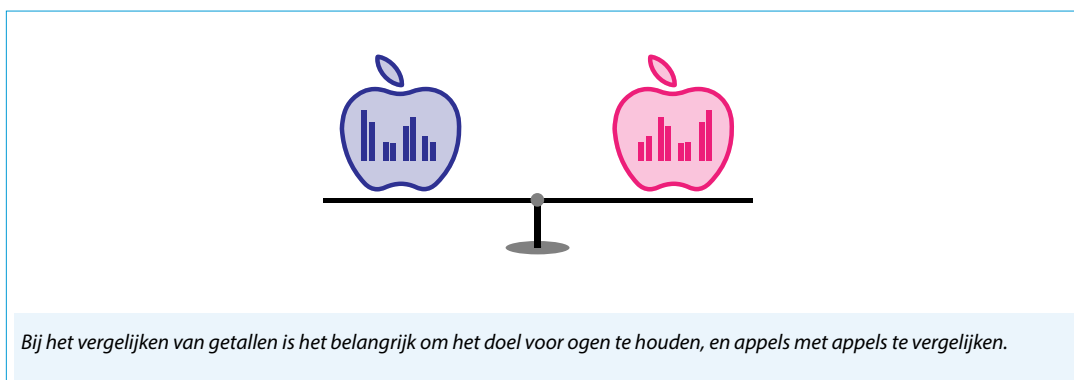 Bij het vergelijken van getallen is het belangrijk om het doel voor ogen te houden, en appels met appels te vergelijken.